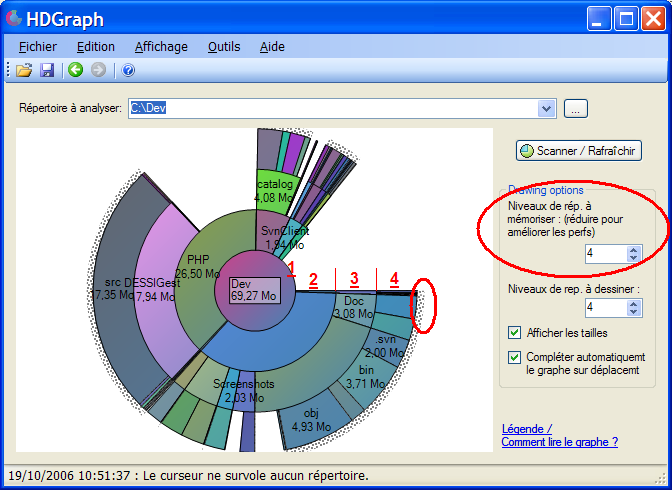 HDGraph
Fichier Edition Affichage Outils Aide
Répertoire à analyser: C:\Dev ...
Scanner / Rafraîchir
Drawing options
Niveaux de rép. à
mémoriser : (réduire pour
améliorer les perfs)
4
Niveaux de rep. à dessiner :
4
Afficher les tailles
Compléter automatiquemt
le graphe sur déplacemt
Légende /
Comment lire le graphe ?
catalog
4,08 Mo
SvnClient
1,94 Mo
PHP
26,50 Mo
src
17,35 Mo
DESSIGest
17,94 Mo
Dev
69,27 Mo
1 2 3 4
Doc
3,08 Mo
.svn
2,00 Mo
bin
3,71 Mo
obj
4,93 Mo
Screenshots
2,03 Mo
19/10/2006 10:51:37 : Le curseur ne survole aucun répertoire.